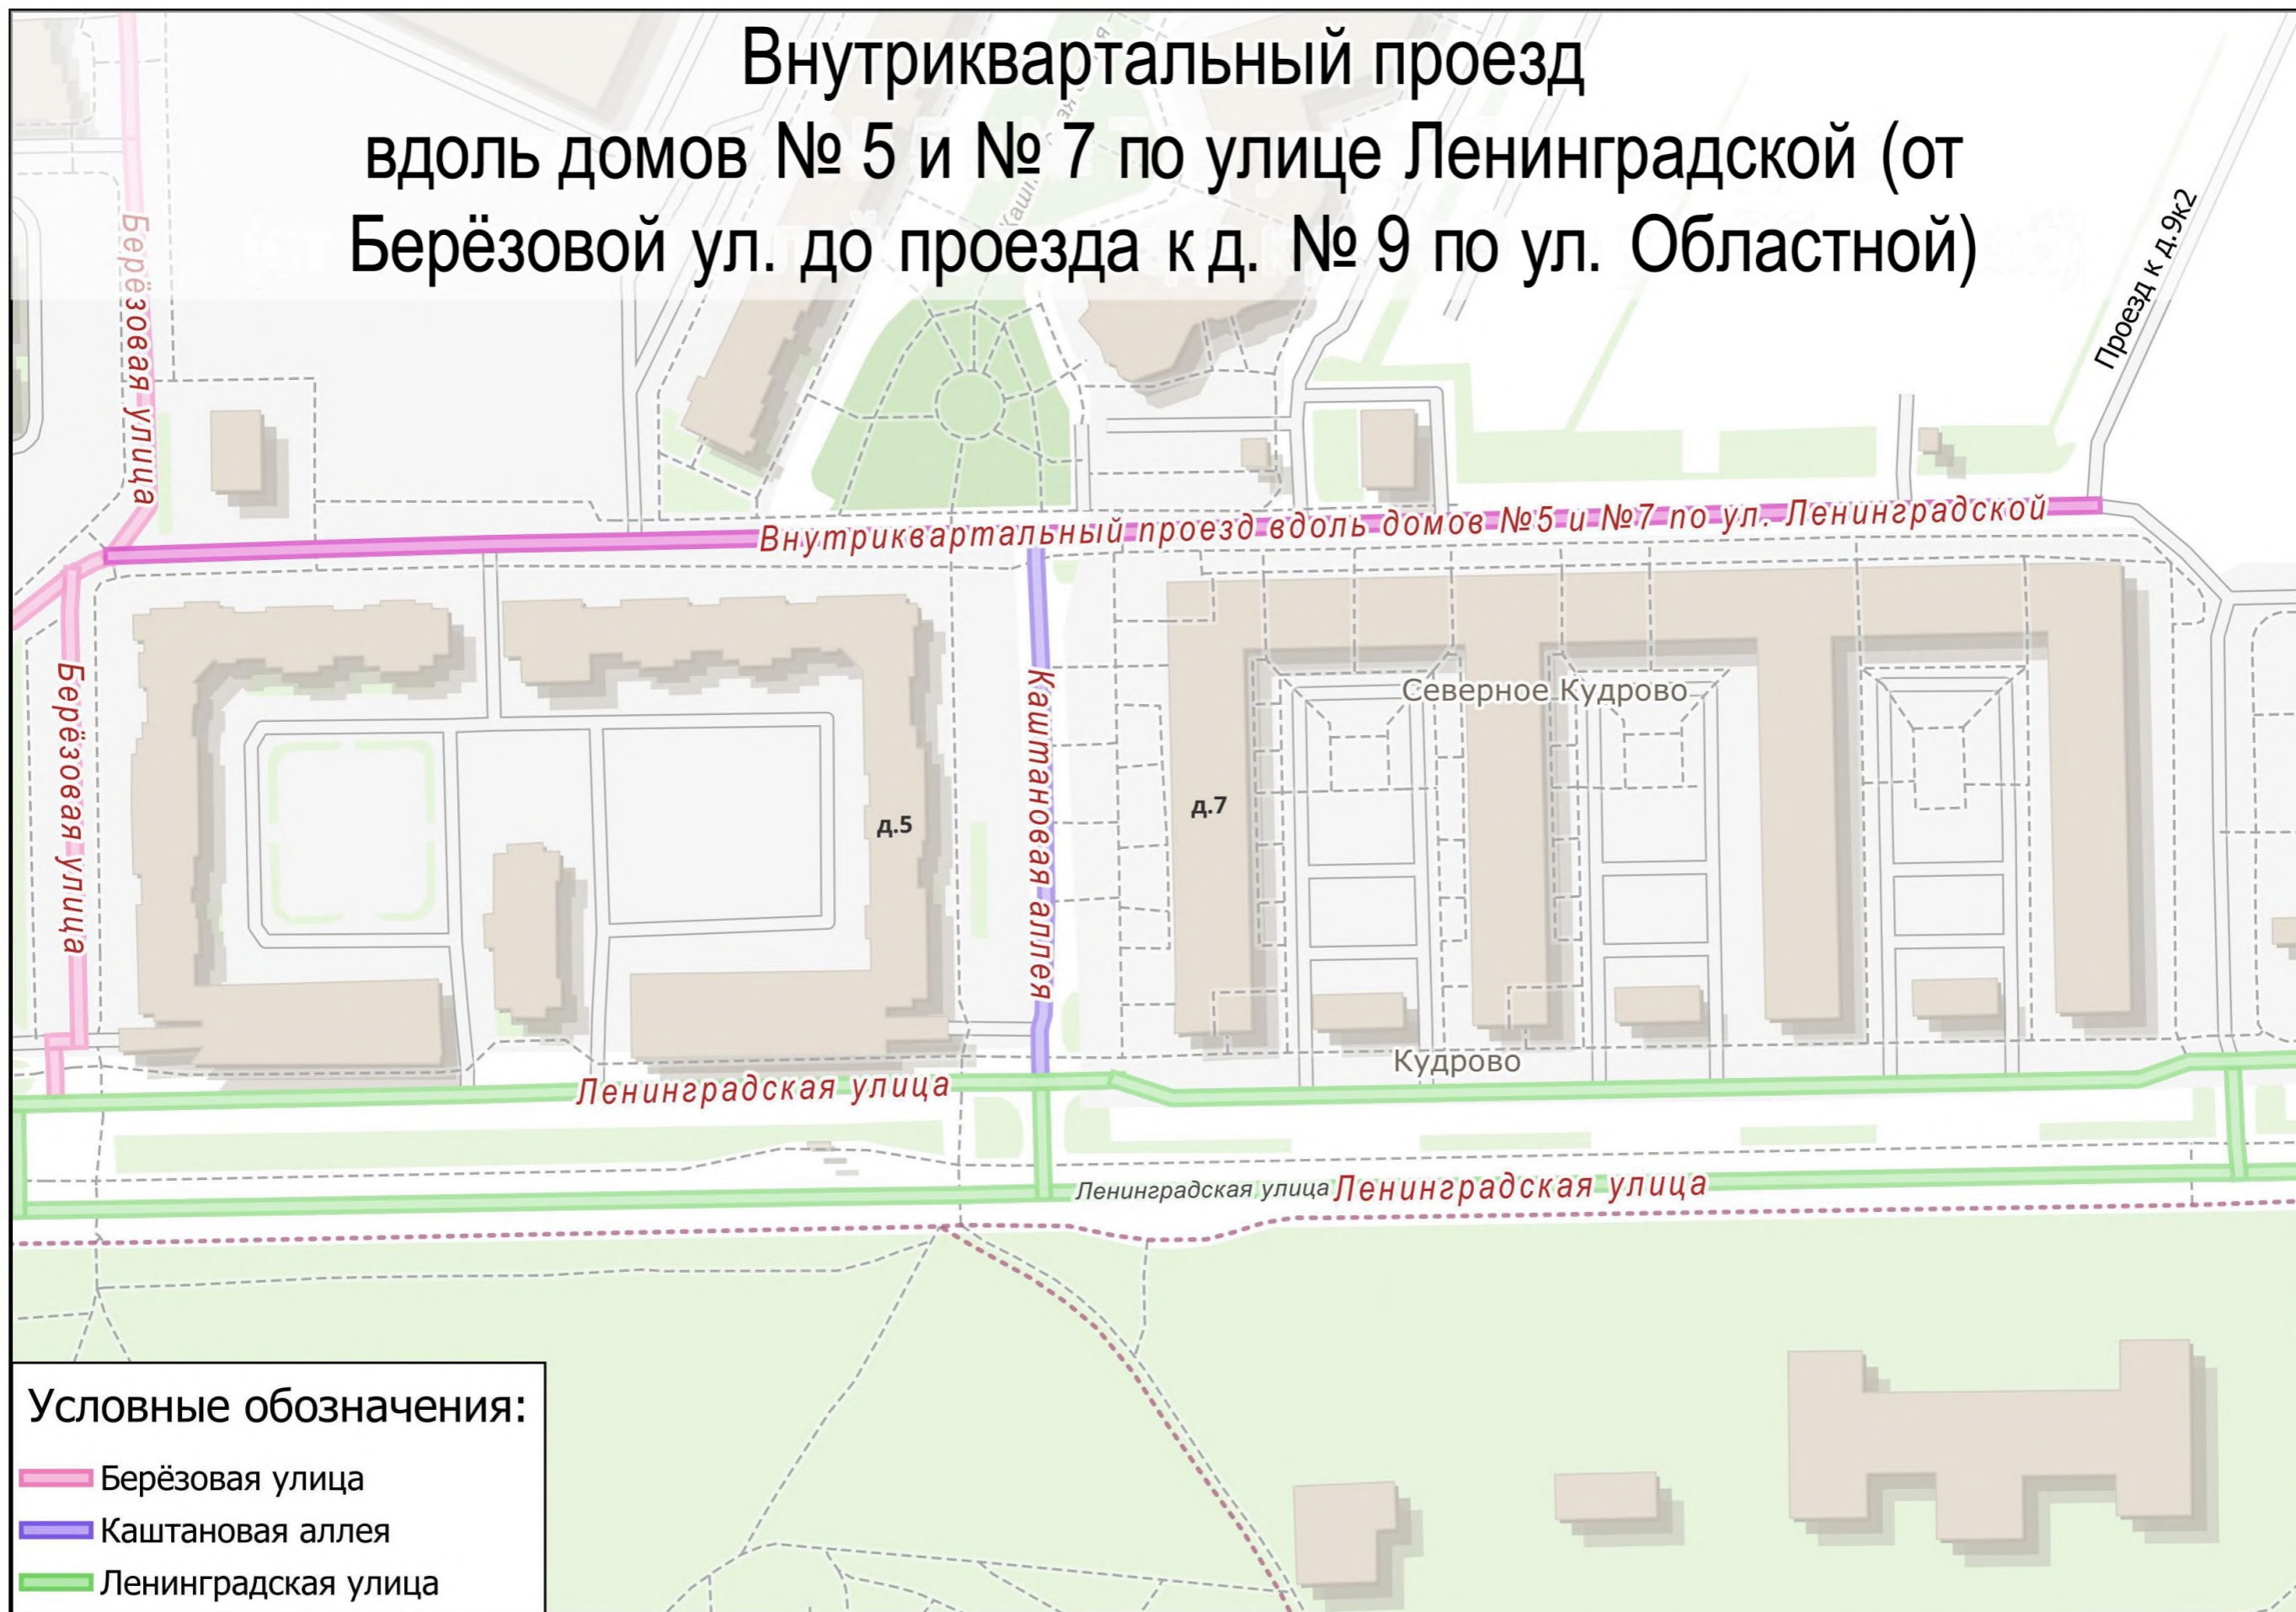 Внутриквартальный проезд
вдоль домов № 5 и № 7 по улице Ленинградской (от
Берёзовой ул. до проезда к д. № 9 по ул. Областной)
Проезд к д.9к2
Берёзовая улица
Внутриквартальный проезд вдоль домов №5 и №7 по ул. Ленинградской
Берёзовая улица
Каштановая аллея
Северное Кудрово
д.5
д.7
Кудрово
Ленинградская улица
Ленинградская улица
Ленинградская улица
Условные обозначения:
Берёзовая улица
Каштановая аллея
Ленинградская улица